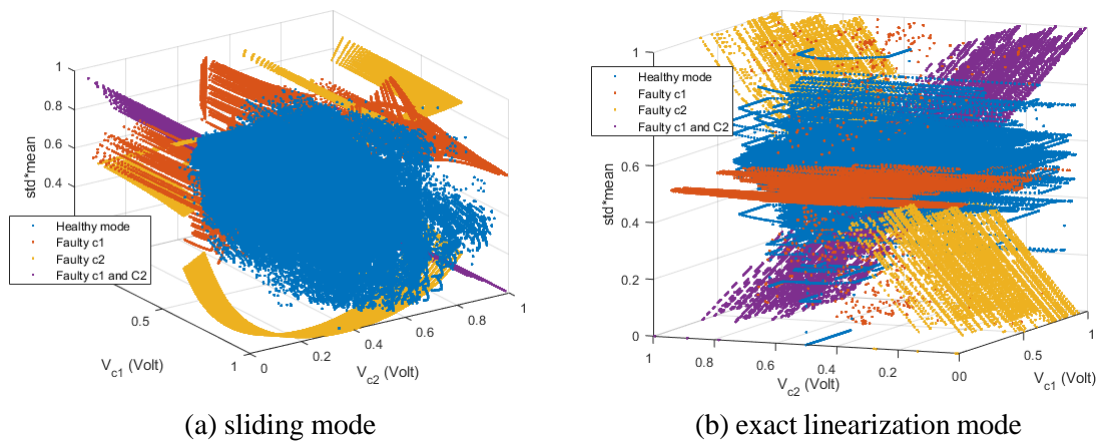 1
0.8
0.6
0.4
std*mean
Healthy mode
Faulty c1
Faulty c2
Faulty c1 and C2
0.5
1
V_c1 (Volt)
0
0.2
0.4
0.6
0.8
1
V_c2 (Volt)
(a) sliding mode
1
0.6
0.4
0.2
0
std*mean
Healthy mode
Faulty c1
Faulty c2
Faulty c1 and C2
1
0.8
0.6
0.4
0.2
00
V_c2 (Volt)
0.5
1
V_c1 (Volt)
(b) exact linearization mode